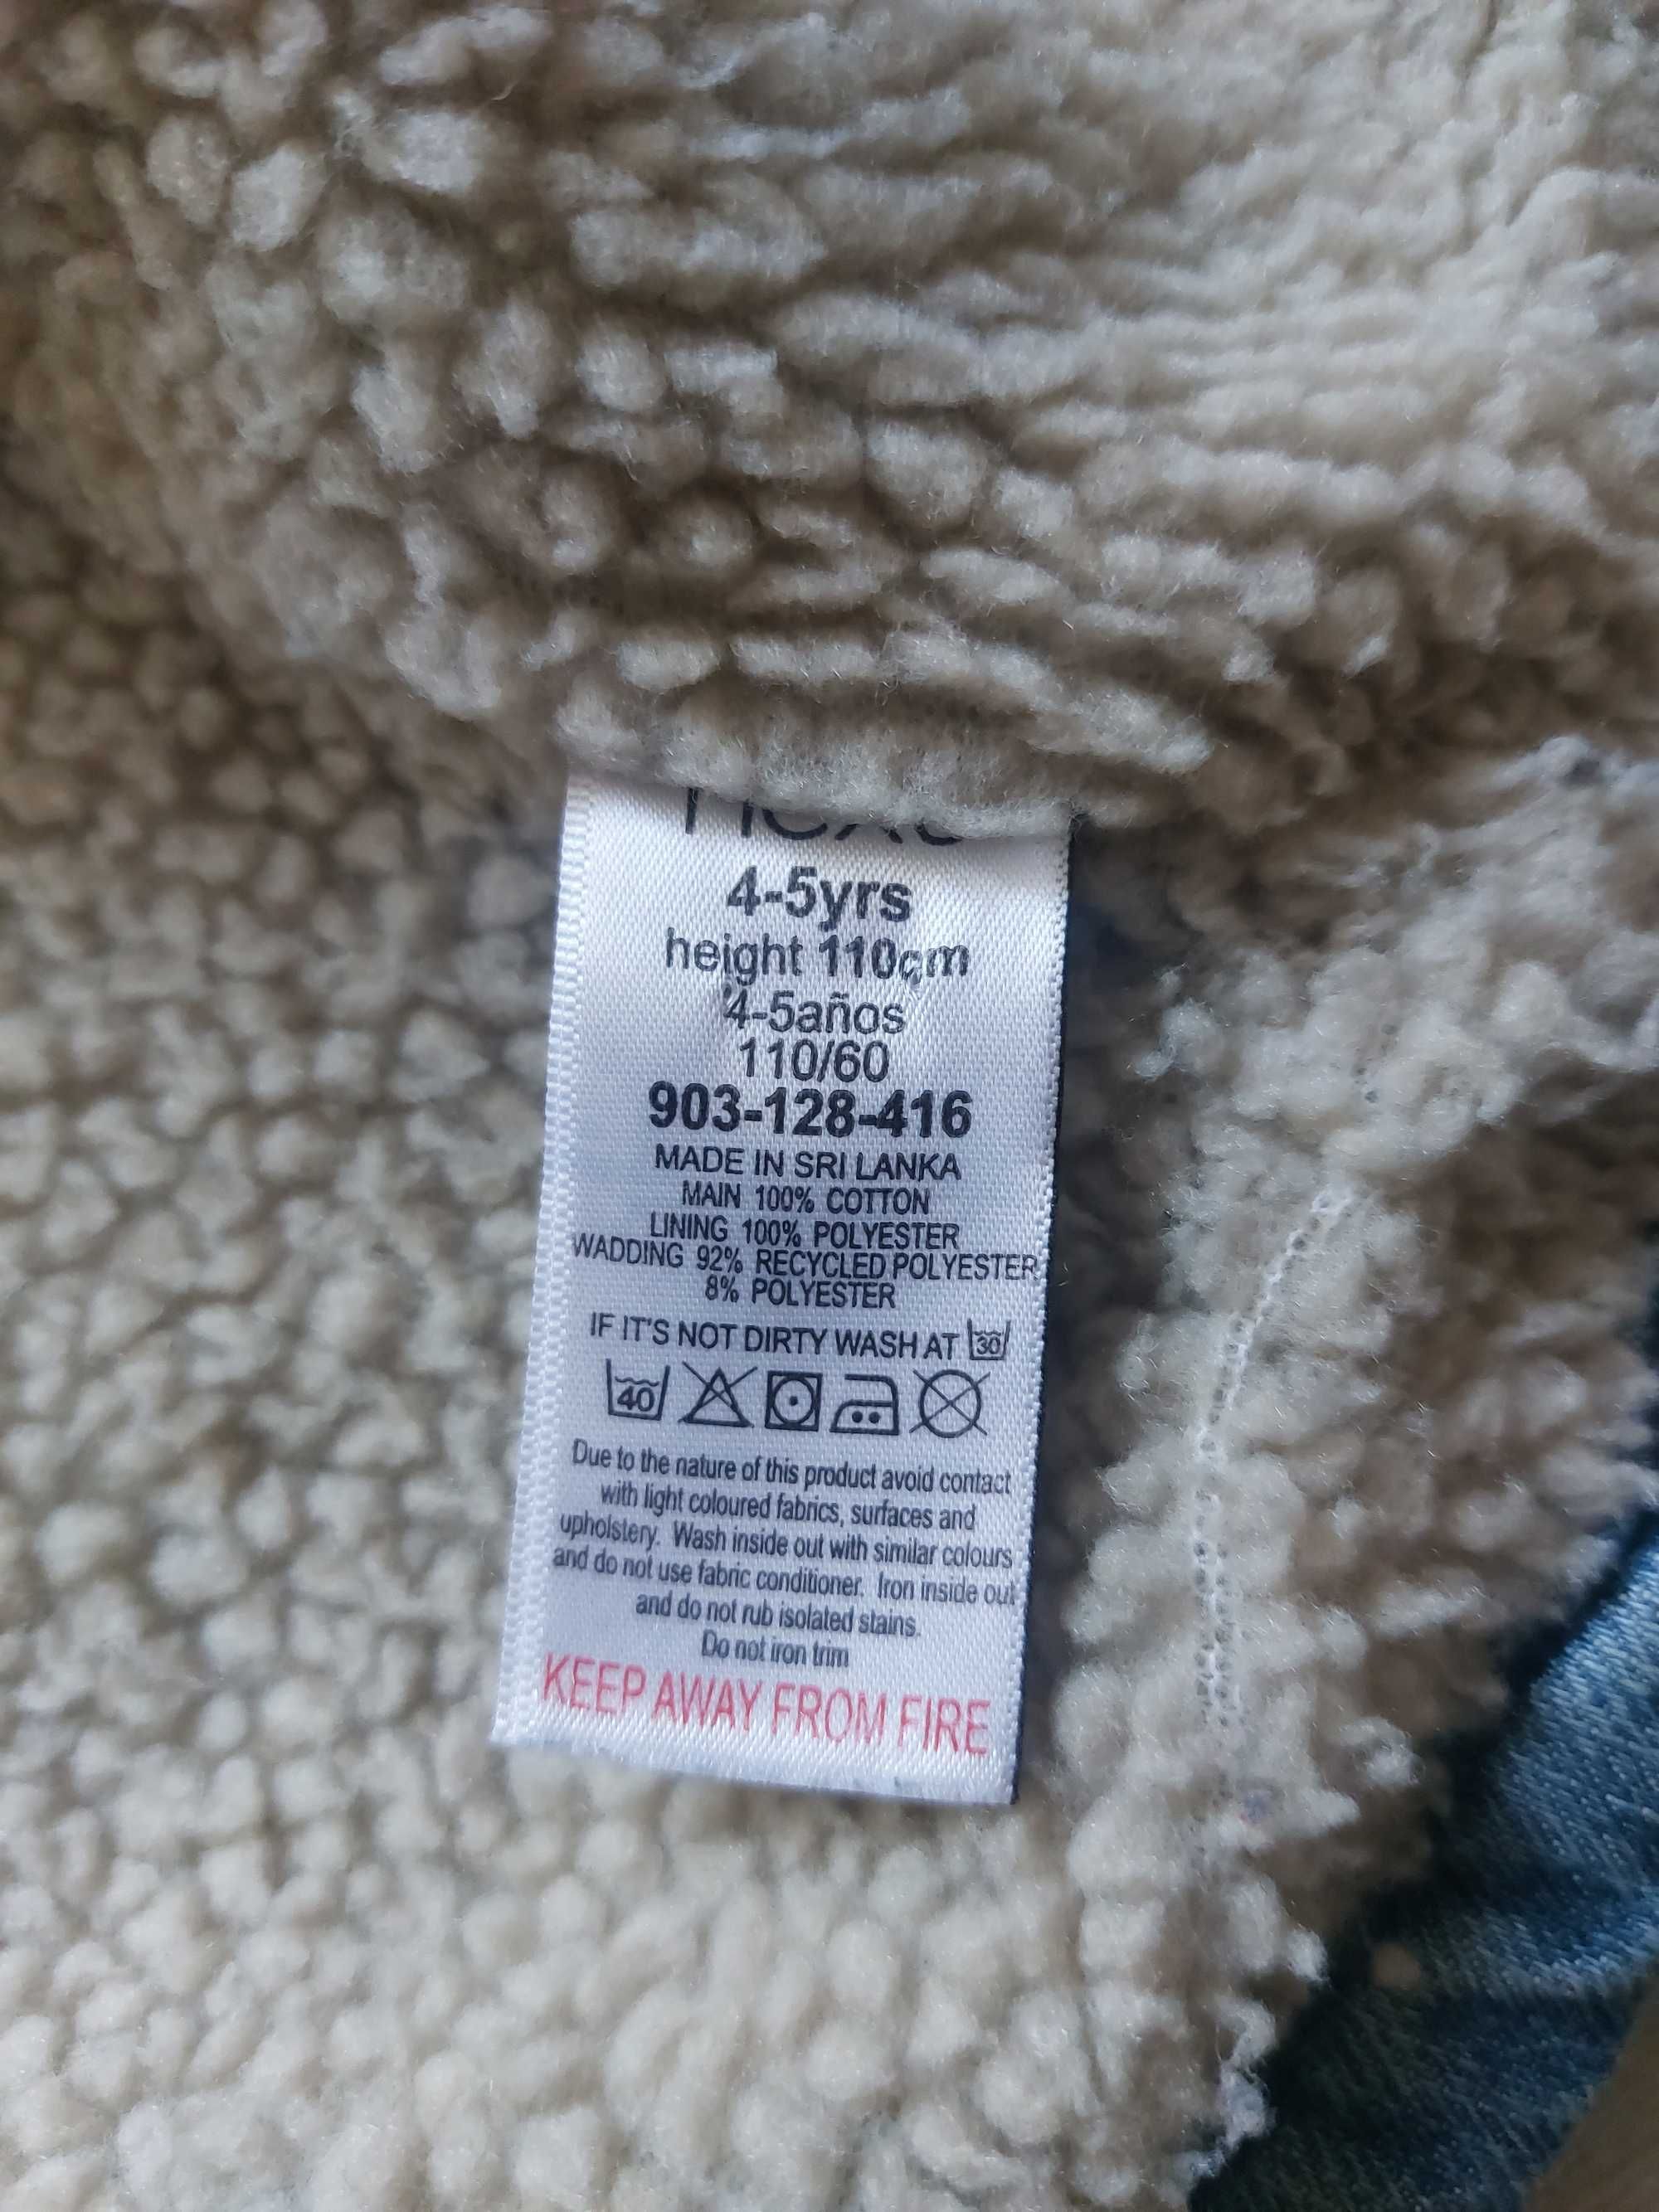 4-5yrs
height 110cm
4-5años
110/60
903-128-416
MADE IN SRI LANKA
MAIN 100% COTTON
LINING 100% POLYESTER
WADDING 92% RECYCLED POLYESTER
8% POLYESTER
IF IT'S NOT DIRTY WASH AT 30
40
Due to the nature of this product avoid contact
with light coloured fabrics, surfaces and
upholstery. Wash inside out with similar colours
and do not use fabric conditioner. Iron inside out
and do not rub isolated stains.
Do not iron trim
KEEP AWAY FROM FIRE